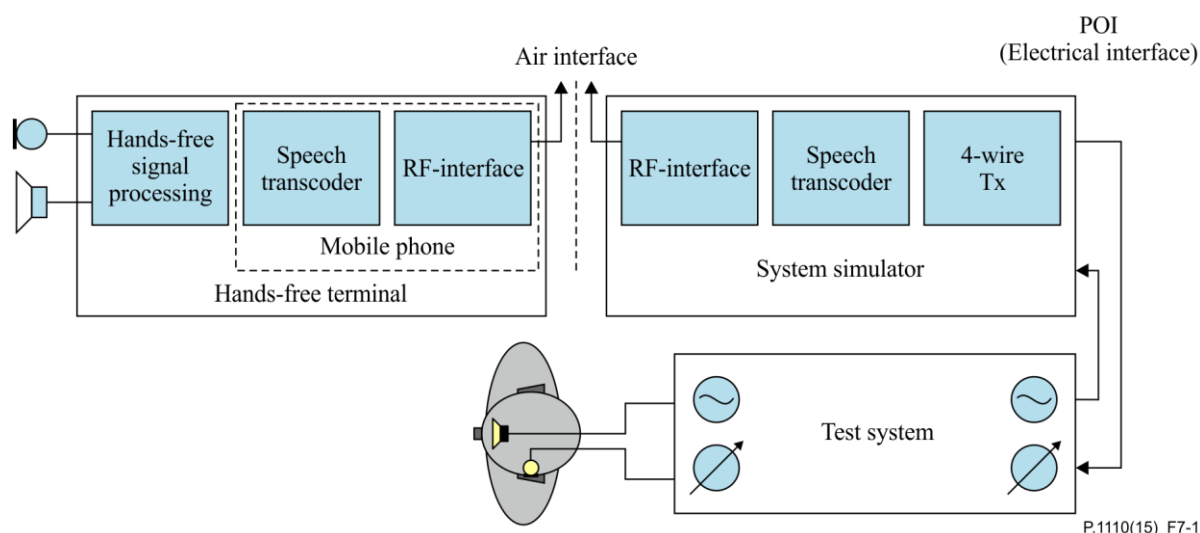 POI
(Electrical interface)
Air interface
Hands-free
signal
processing
Speech
transcoder
RF-interface
Mobile phone
Hands-free terminal
RF-interface
Speech
transcoder
4-wire
Tx
System simulator
Test system
P.1110(15)_F7-1